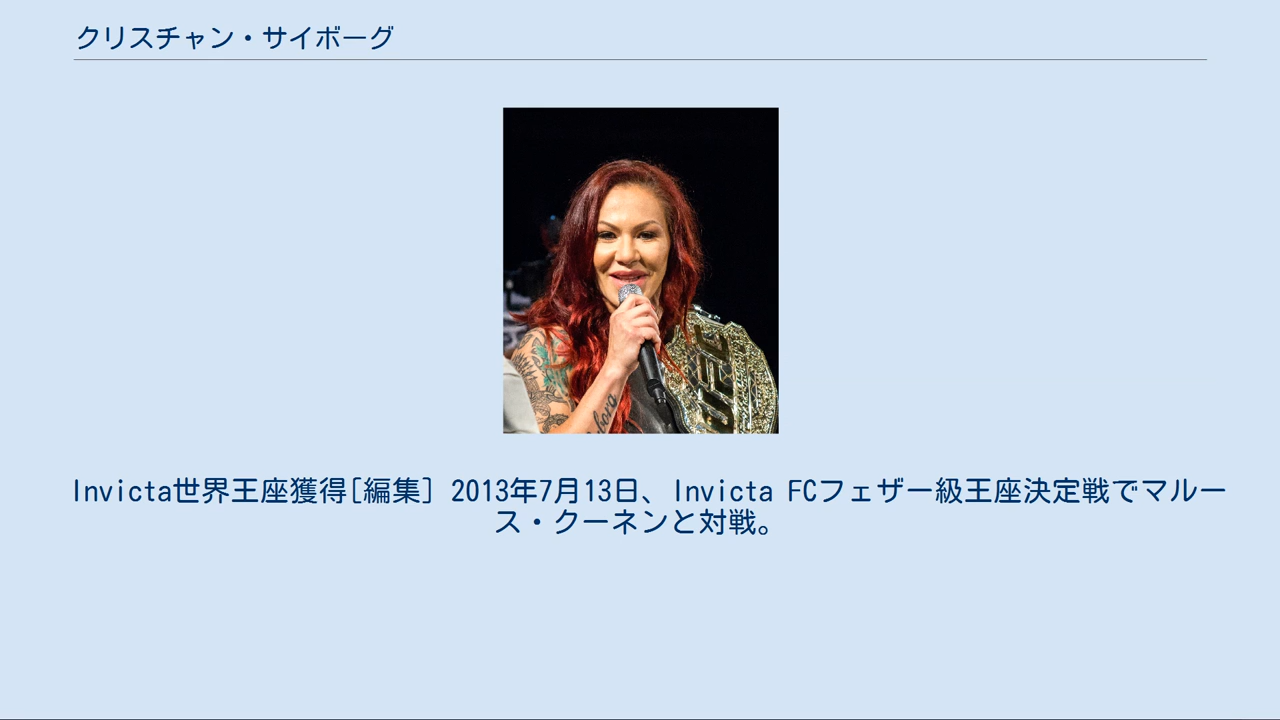 クリスチャン・サイボーグ
UFC
bora
Invicta世界王座獲得[編集] 2013年7月13日、Invicta FCフェザー級王座決定戦でマルー
ス・クーネンと対戦。